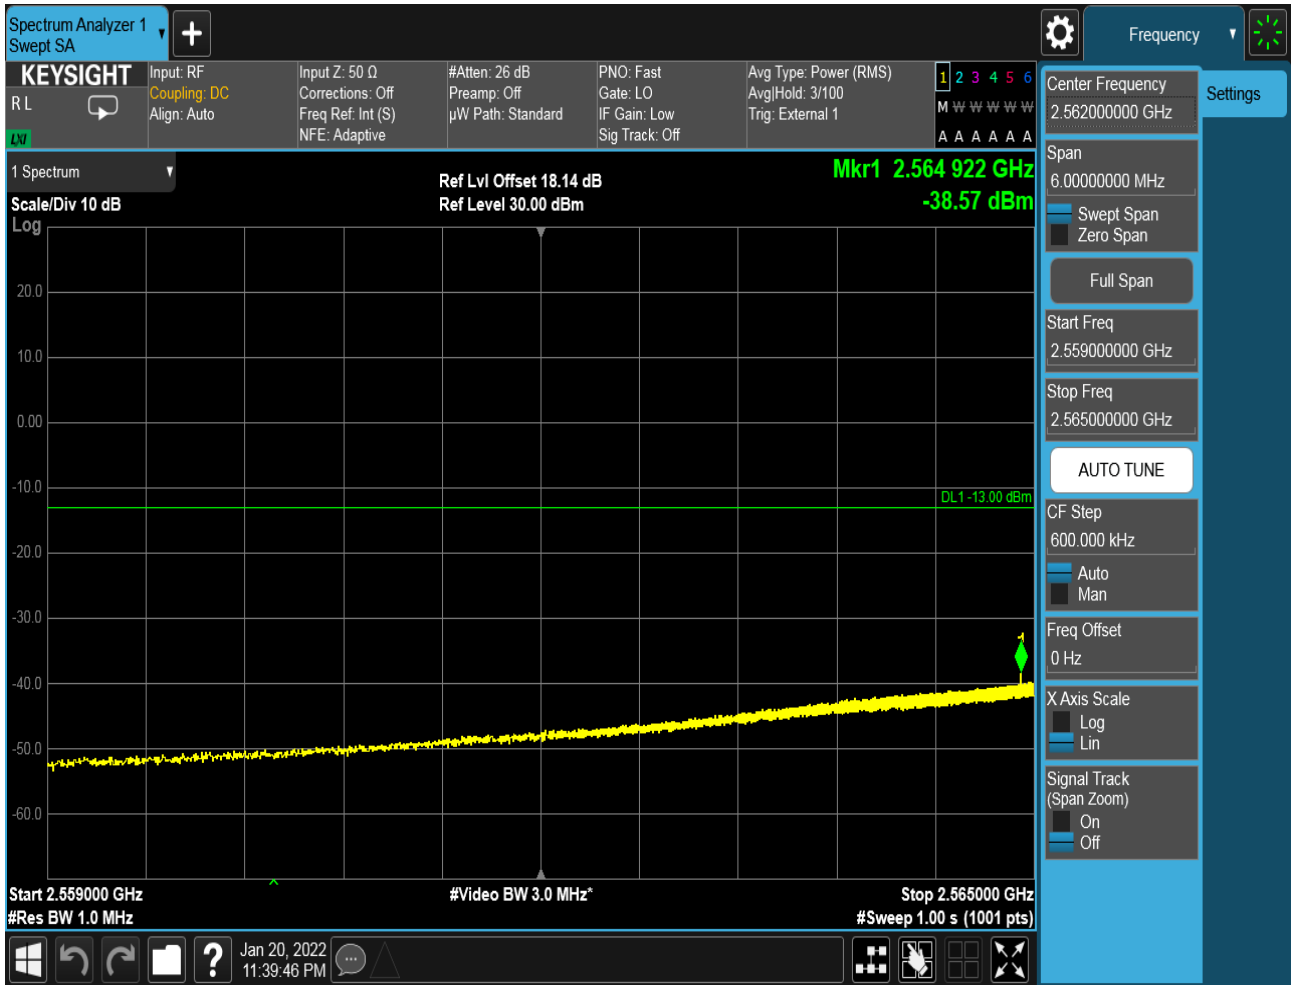 Spectrum Analyzer 1
Swept SA
Frequency
KEYSIGHT
R L
LXI
Input: RF
Coupling: DC
Align: Auto
Input Z: 50 Ω
Corrections: Off
Freq Ref: Int (S)
NFE: Adaptive
#Atten: 26 dB
Preamp: Off
µW Path: Standard
PNO: Fast
Gate: LO
IF Gain: Low
Sig Track: Off
Avg Type: Power (RMS)
Avg|Hold: 3/100
Trig: External 1
1 2 3 4 5 6
M W W W W W
A A A A A A
1 Spectrum
Scale/Div 10 dB
Log
Ref Lvl Offset 18.14 dB
Ref Level 30.00 dBm
Mkr1 2.564 922 GHz
-38.57 dBm
20.0
10.0
0.00
-10.0
-20.0
-30.0
-40.0
-50.0
-60.0
DL1 -13.00 dBm
1
Start 2.559000 GHz
#Res BW 1.0 MHz
#Video BW 3.0 MHz*
Stop 2.565000 GHz
#Sweep 1.00 s (1001 pts)
Jan 20, 2022
11:39:46 PM
Center Frequency
2.562000000 GHz
Settings
Span
6.00000000 MHz
Swept Span
Zero Span
Full Span
Start Freq
2.559000000 GHz
Stop Freq
2.565000000 GHz
AUTO TUNE
CF Step
600.000 kHz
Auto
Man
Freq Offset
0 Hz
X Axis Scale
Log
Lin
Signal Track
(Span Zoom)
On
Off